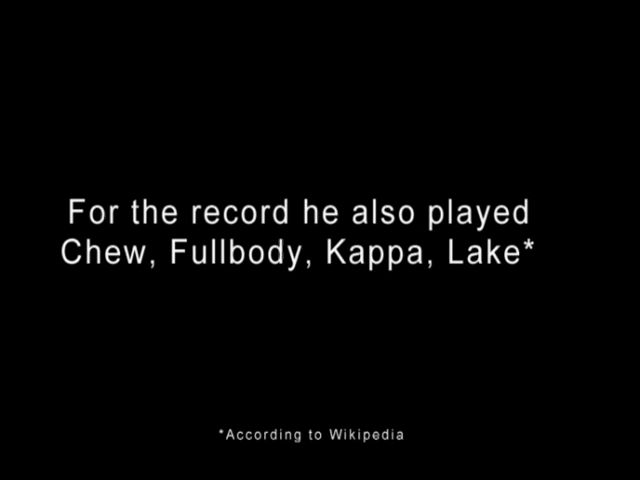 For the record he also played
Chew, Fullbody, Kappa, Lake*
*According to Wikipedia